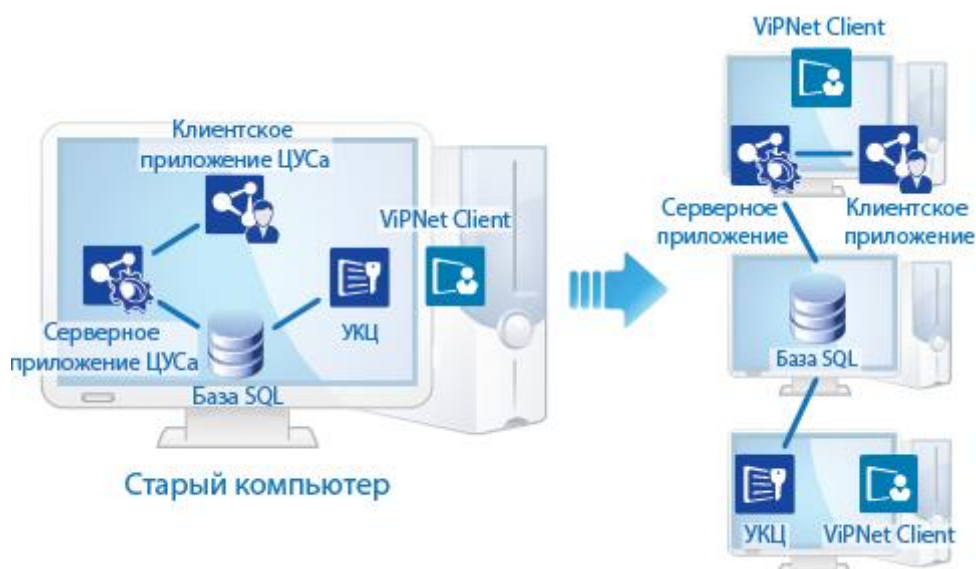 Клиентское
приложение ЦУСа
ViPNet Client
Серверное
приложение ЦУСа
УКЦ
База SQL
Старый компьютер
ViPNet Client
Серверное
приложение
Клиентское
приложение
База SQL
УКЦ
ViPNet Client